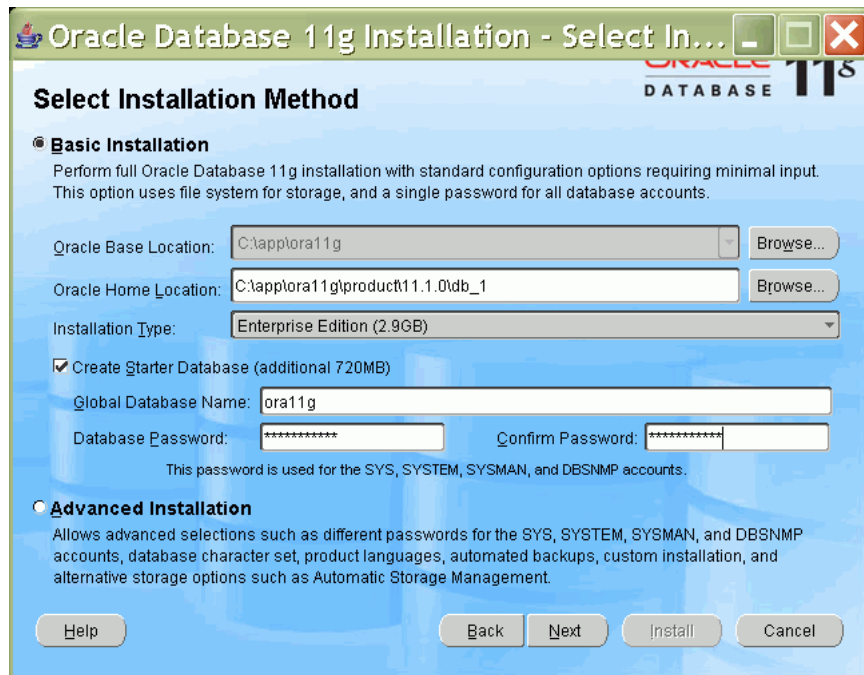 Oracle Database 11g Installation - Select In...
ORACLE
DATABASE 11g
Select Installation Method
Basic Installation
Perform full Oracle Database 11g installation with standard configuration options requiring minimal input.
This option uses file system for storage, and a single password for all database accounts.
Oracle Base Location: C:\app\ora11g Browse...
Oracle Home Location: C:\app\ora11g\product\11.1.0\db_1 Browse...
Installation Type: Enterprise Edition (2.9GB)
Create Starter Database (additional 720MB)
Global Database Name: ora11g
Database Password: *********** Confirm Password: ***********
This password is used for the SYS, SYSTEM, SYSMAN, and DBSNMP accounts.
Advanced Installation
Allows advanced selections such as different passwords for the SYS, SYSTEM, SYSMAN, and DBSNMP
accounts, database character set, product languages, automated backups, custom installation, and
alternative storage options such as Automatic Storage Management.
Help Back Next Install Cancel